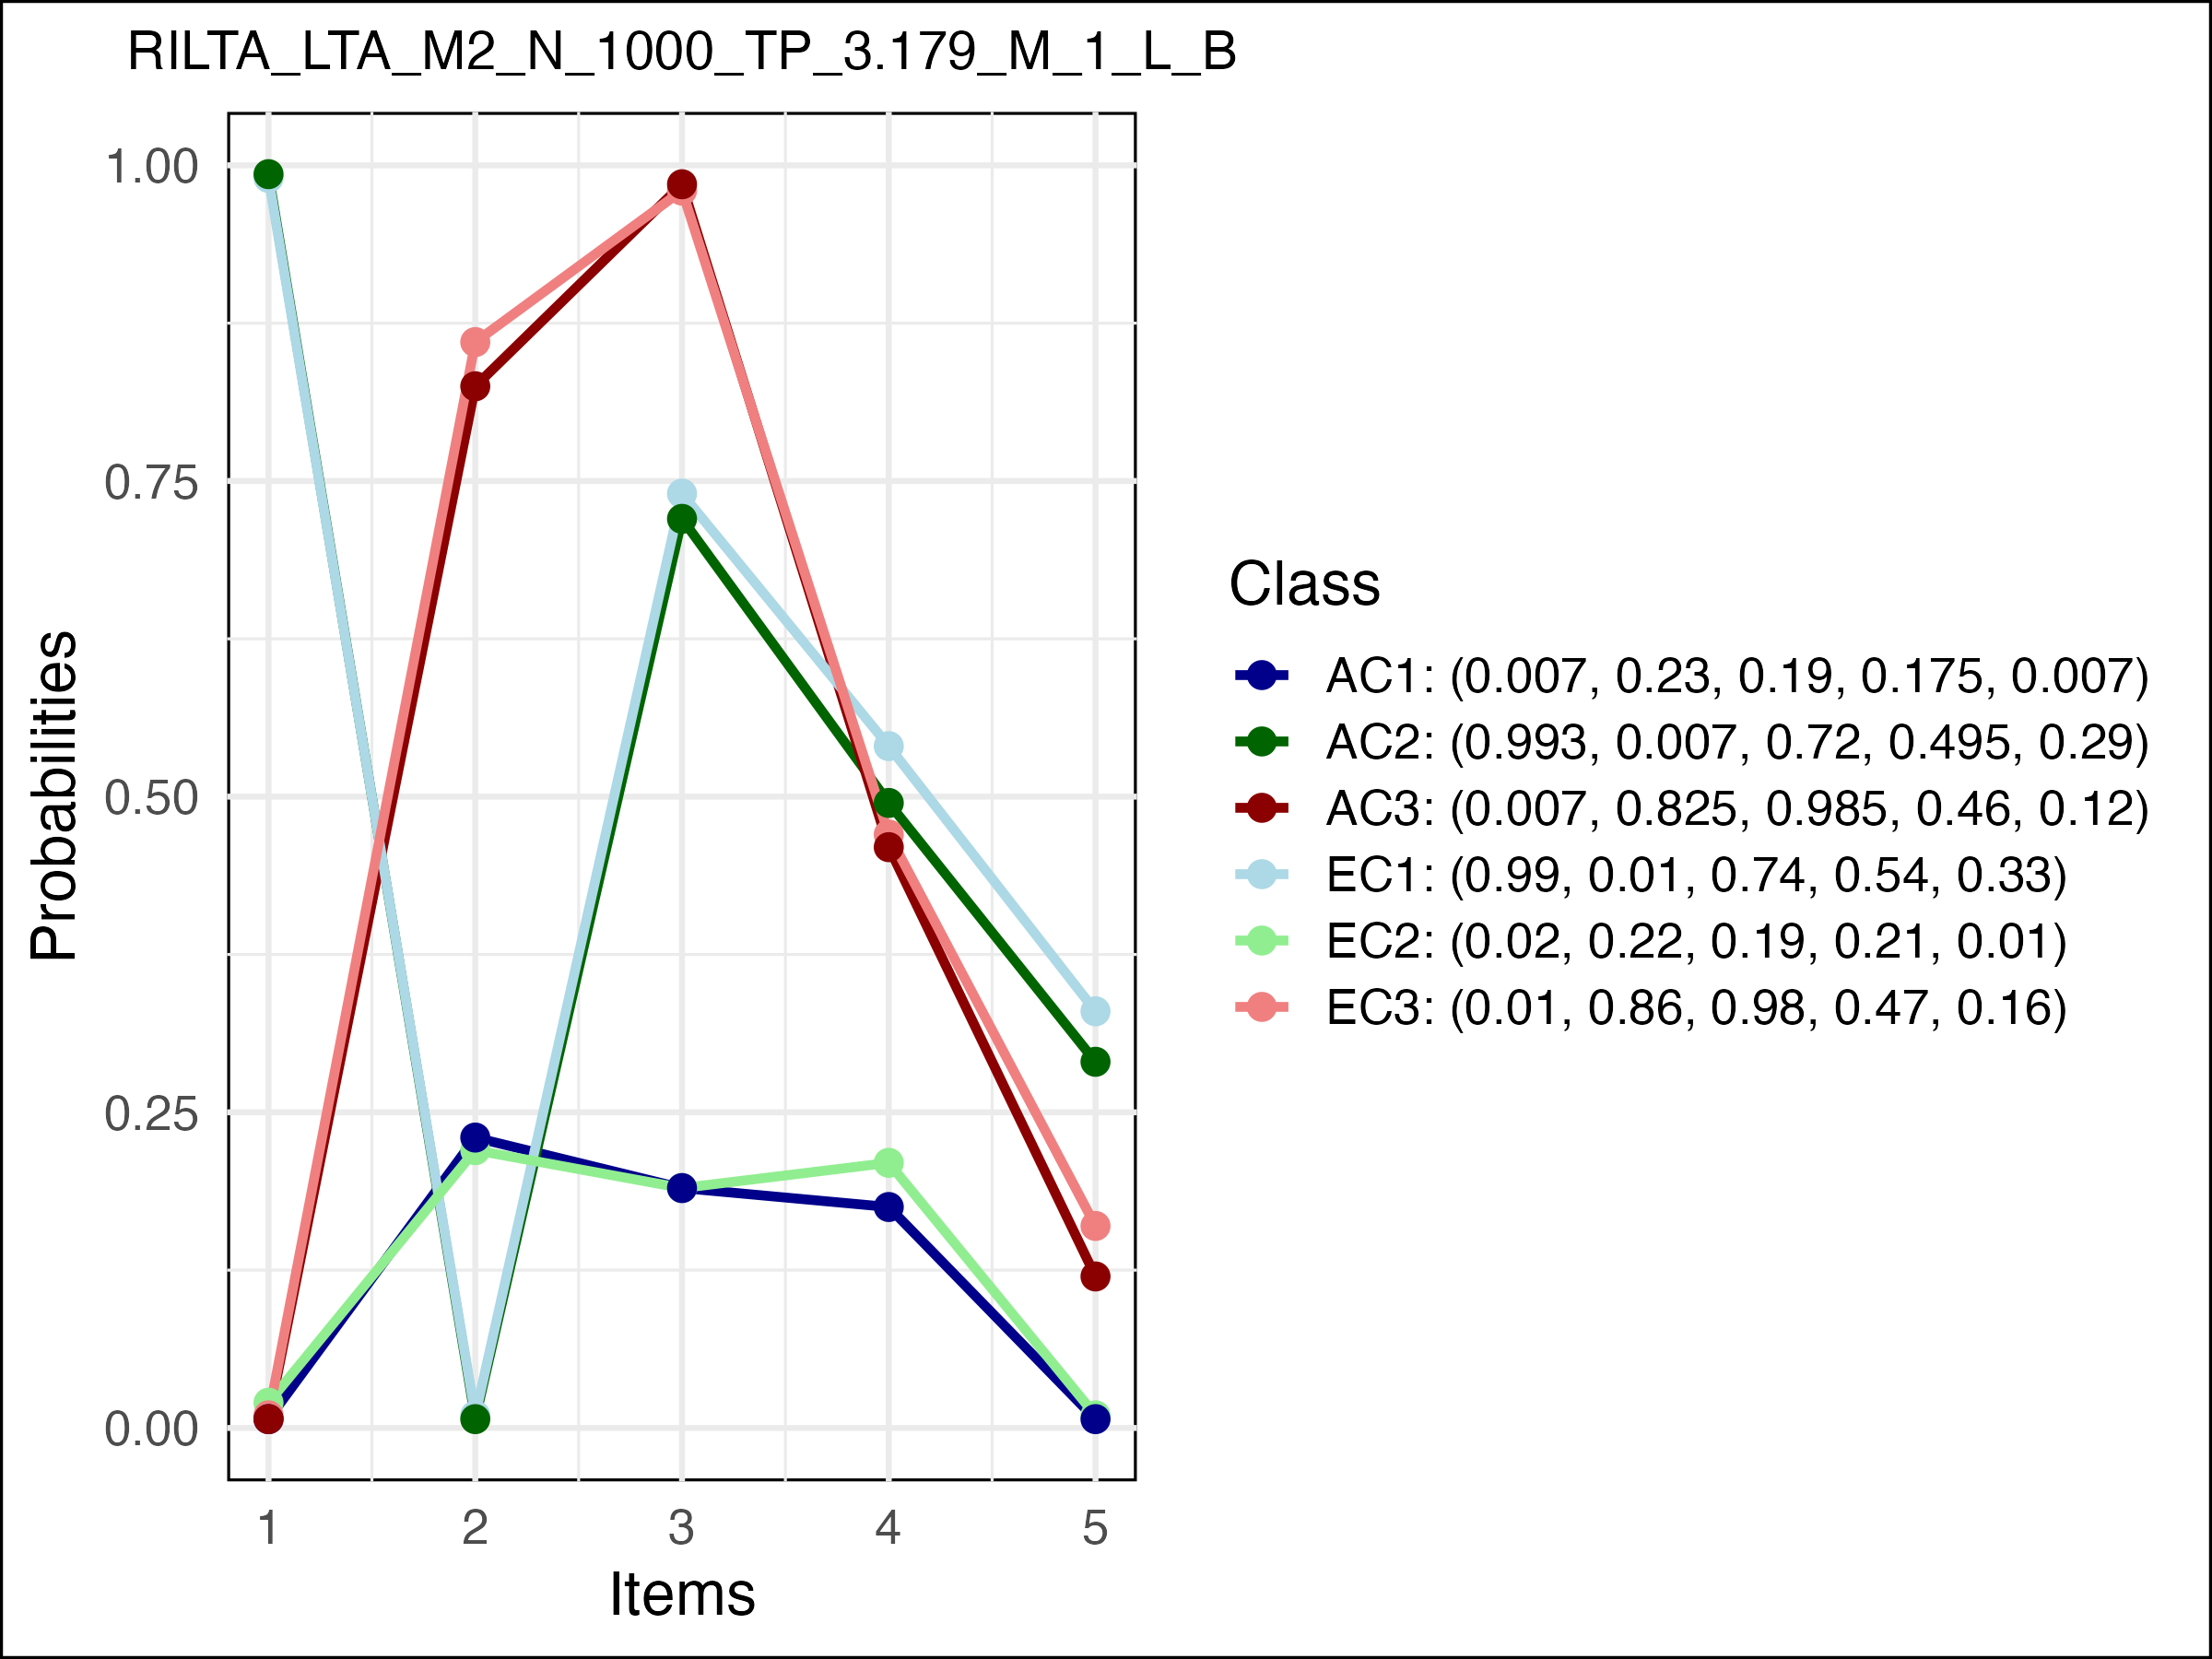 RILTA_LTA_M2_N_1000_TP_3.179_M_1_L_B
1.00
0.75
0.50
0.25
0.00
Probabilities
1 2 3 4 5
Items
Class
AC1: (0.007, 0.23, 0.19, 0.175, 0.007)
AC2: (0.993, 0.007, 0.72, 0.495, 0.29)
AC3: (0.007, 0.825, 0.985, 0.46, 0.12)
EC1: (0.99, 0.01, 0.74, 0.54, 0.33)
EC2: (0.02, 0.22, 0.19, 0.21, 0.01)
EC3: (0.01, 0.86, 0.98, 0.47, 0.16)